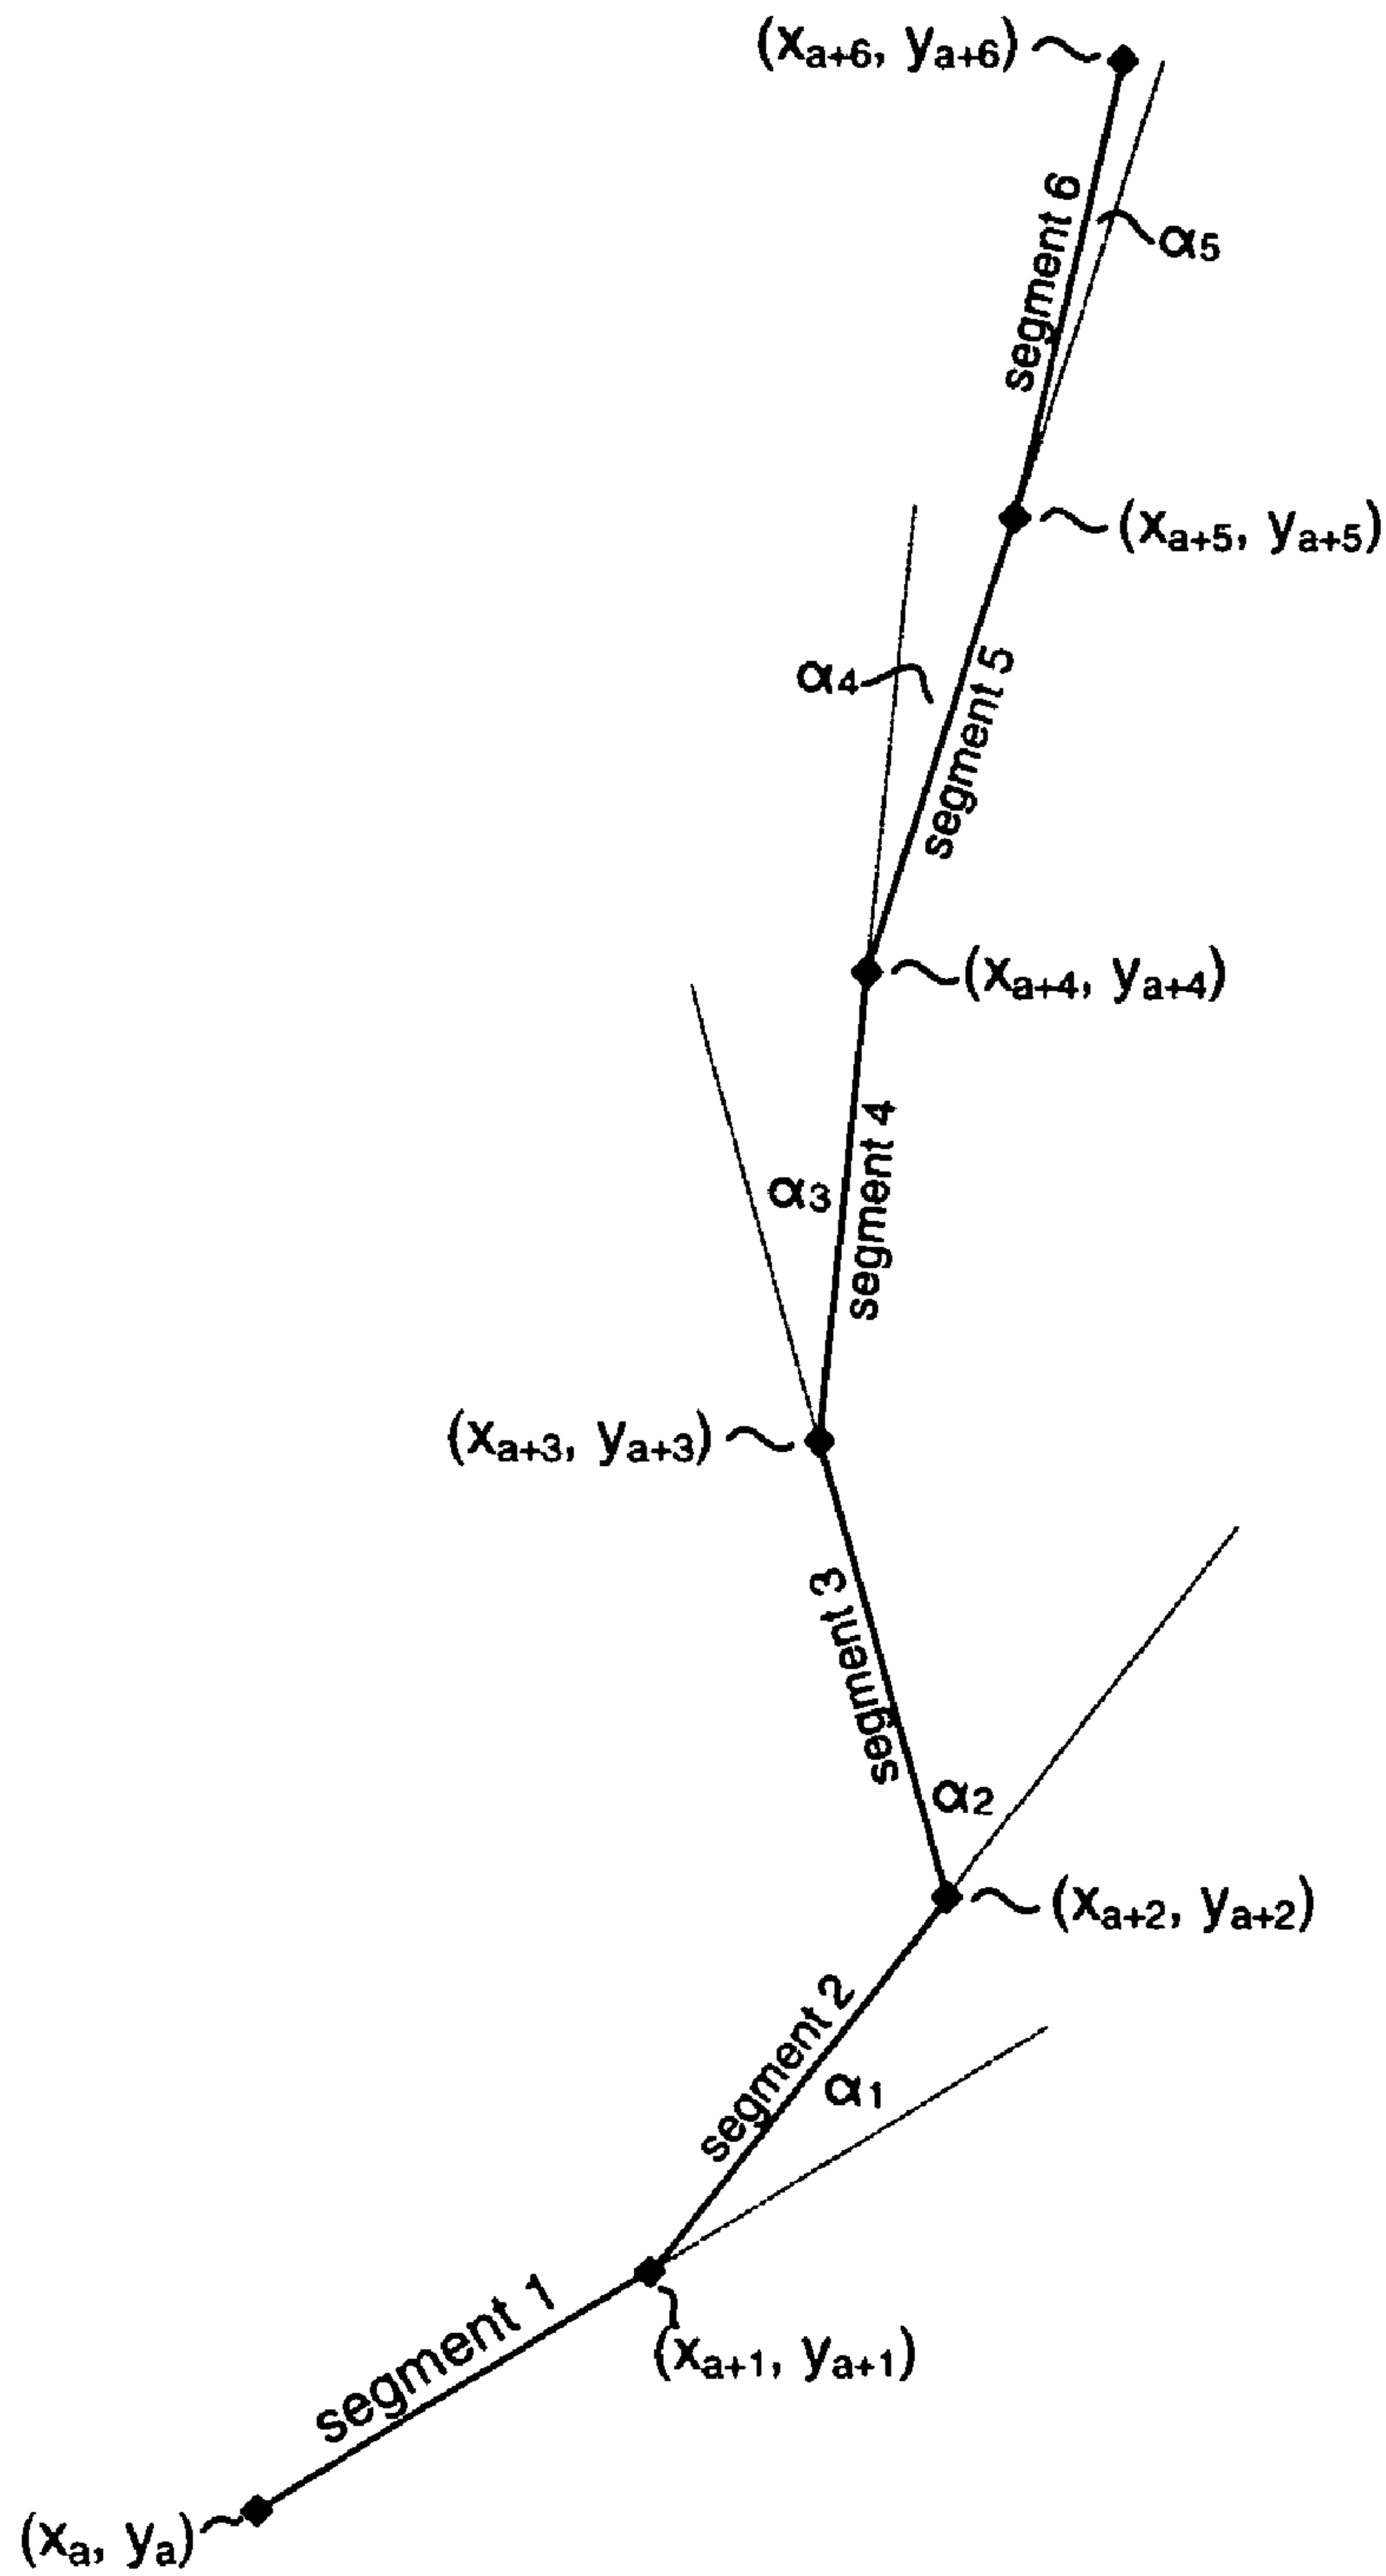 (xₐ₊₆, yₐ₊₆)
segment 6
α₅
(xₐ₊₅, yₐ₊₅)
α₄
segment 5
(xₐ₊₄, yₐ₊₄)
α₃
segment 4
(xₐ₊₃, yₐ₊₃)
segment 3
α₂
(xₐ₊₂, yₐ₊₂)
segment 2
α₁
(xₐ₊₁, yₐ₊₁)
segment 1
(xₐ, yₐ)